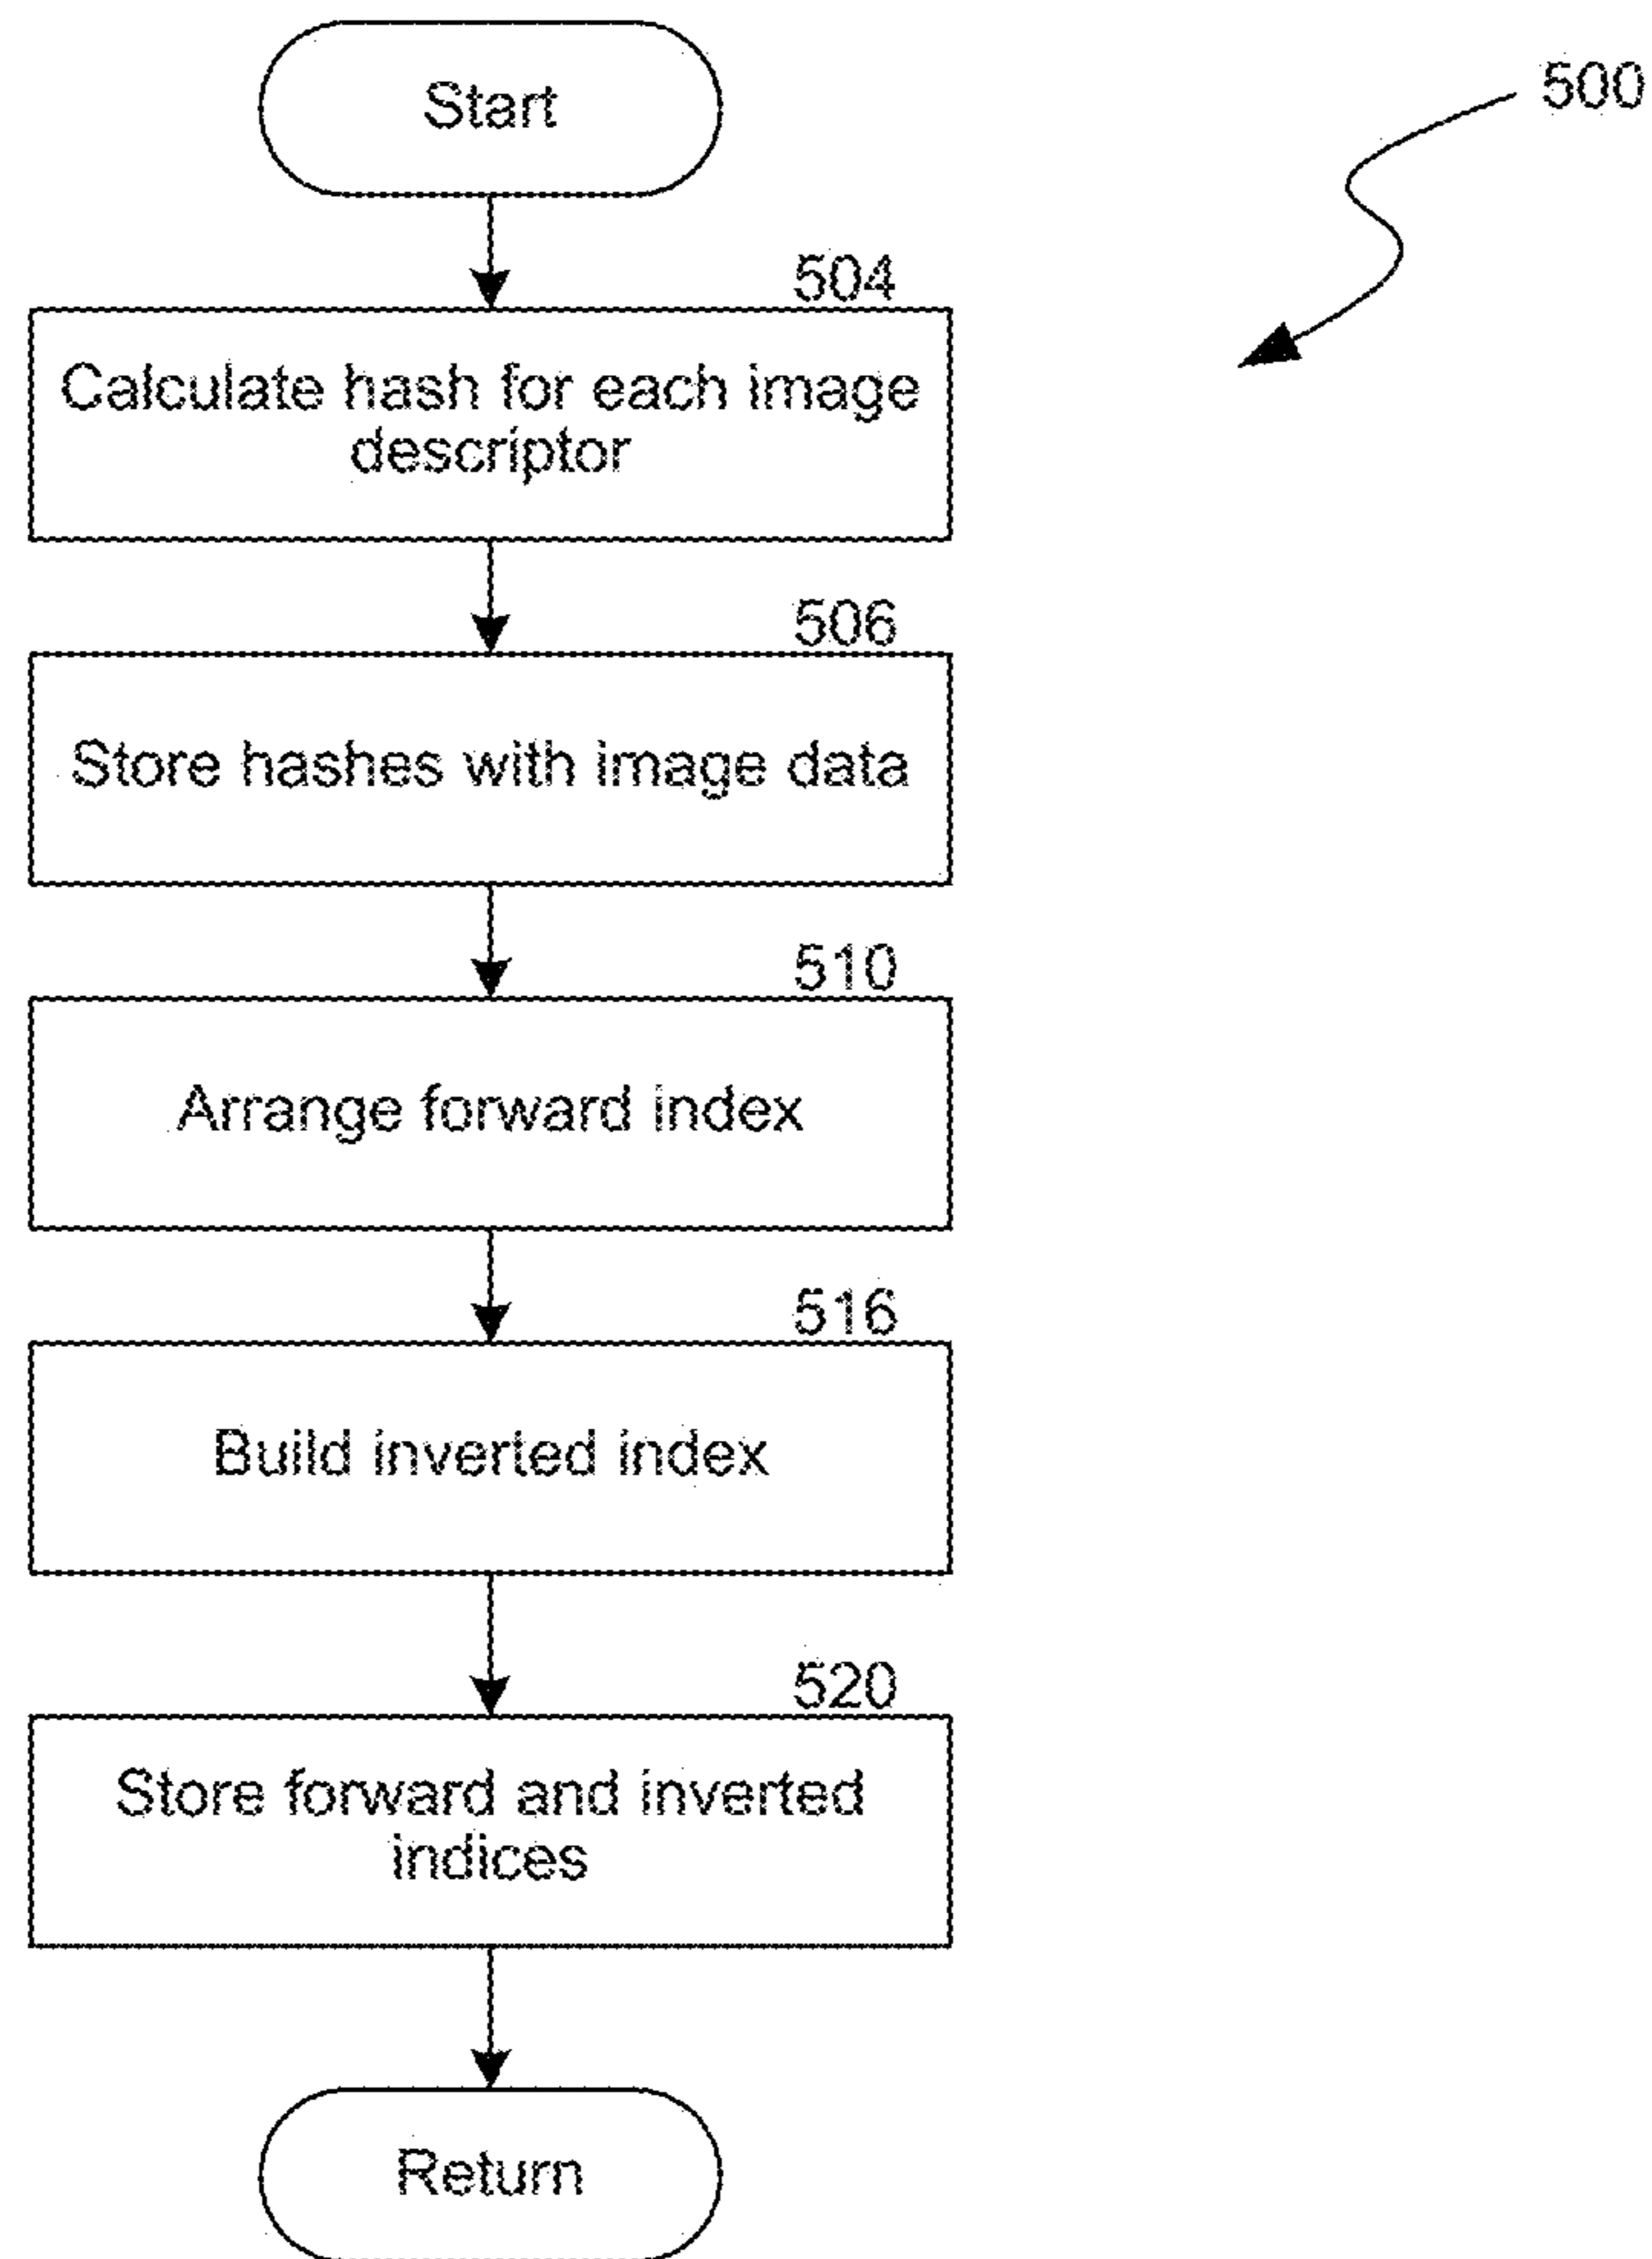 Start
500
504
Calculate hash for each image
descriptor
506
Store hashes with image data
510
Arrange forward index
516
Build inverted index
520
Store forward and inverted
indices
Return